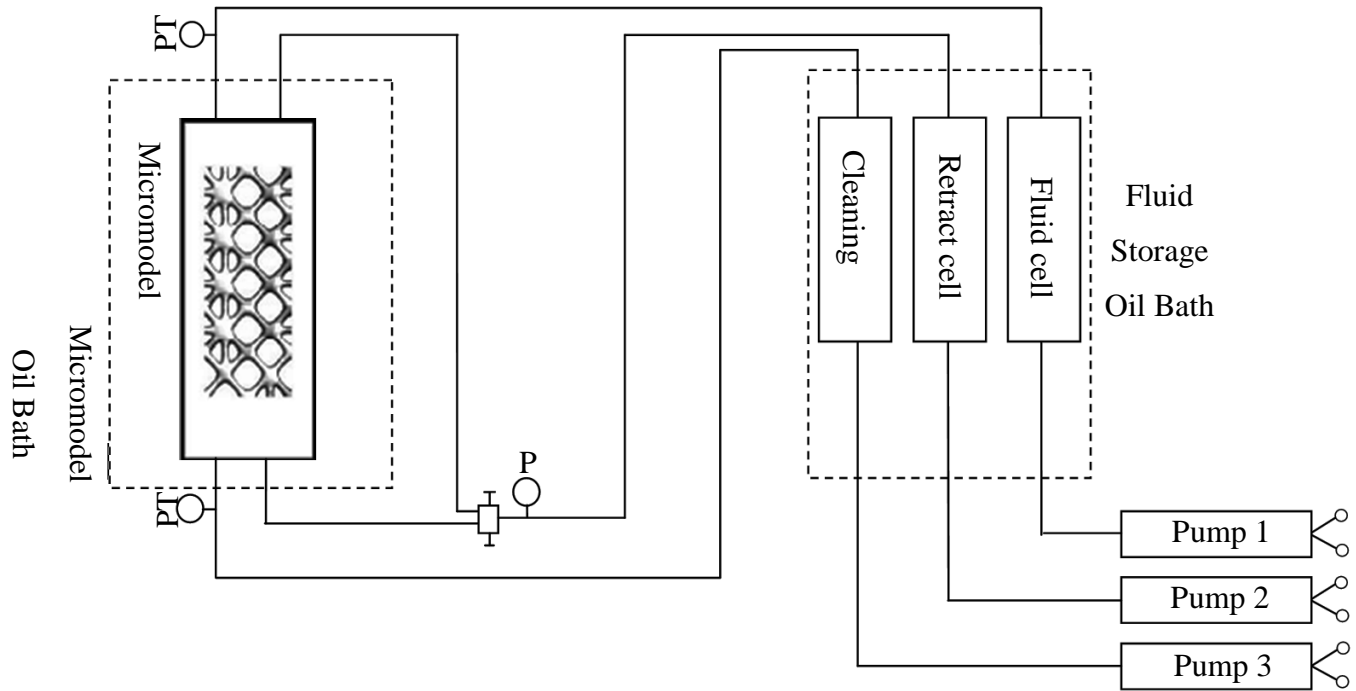 PT
Micromodel
Micromodel
Oil Bath
PT
P
Cleaning
Retract cell
Fluid cell
Fluid
Storage
Oil Bath
Pump 1
Pump 2
Pump 3